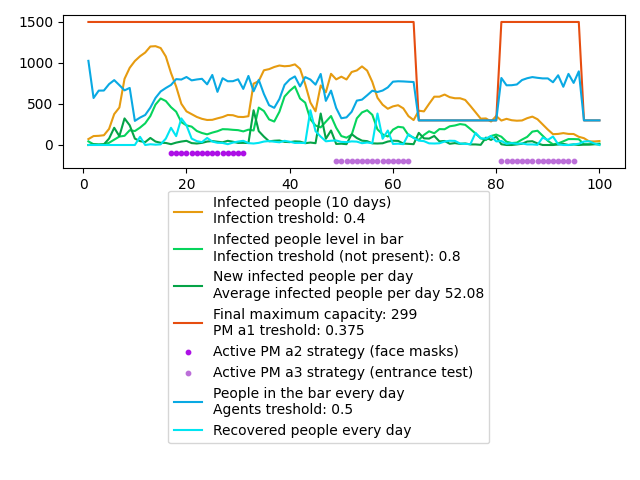 1500
1000
500
0
0
20
40
60
80
100
Infected people (10 days)
Infection treshold: 0.4
Infected people level in bar
Infection treshold (not present): 0.8
New infected people per day
Average infected people per day 52.08
Final maximum capacity: 299
PM a1 treshold: 0.375
Active PM a2 strategy (face masks)
Active PM a3 strategy (entrance test)
People in the bar every day
Agents treshold: 0.5
Recovered people every day